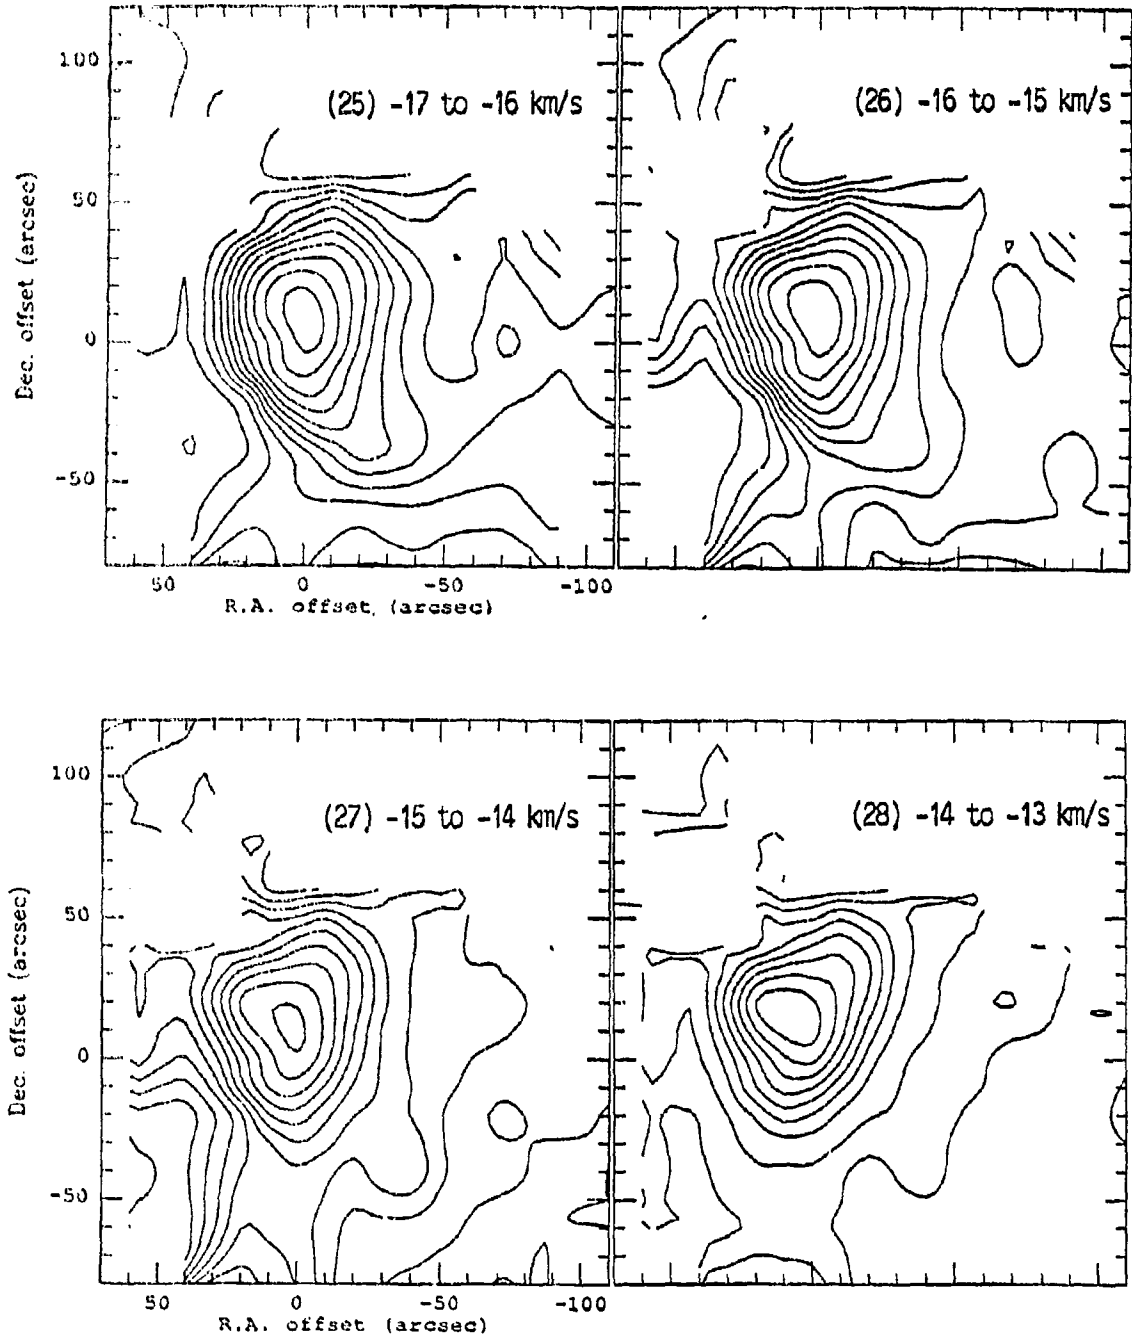 (25) -17 to -16 km/s
(26) -16 to -15 km/s
Dec. offset (arcsec)
100
50
0
-50
50 0 -50 -100
R.A. offset (arcsec)
(27) -15 to -14 km/s
(28) -14 to -13 km/s
Dec. offset (arcsec)
100
50
0
-50
50 0 -50 -100
R.A. offset (arcsec)